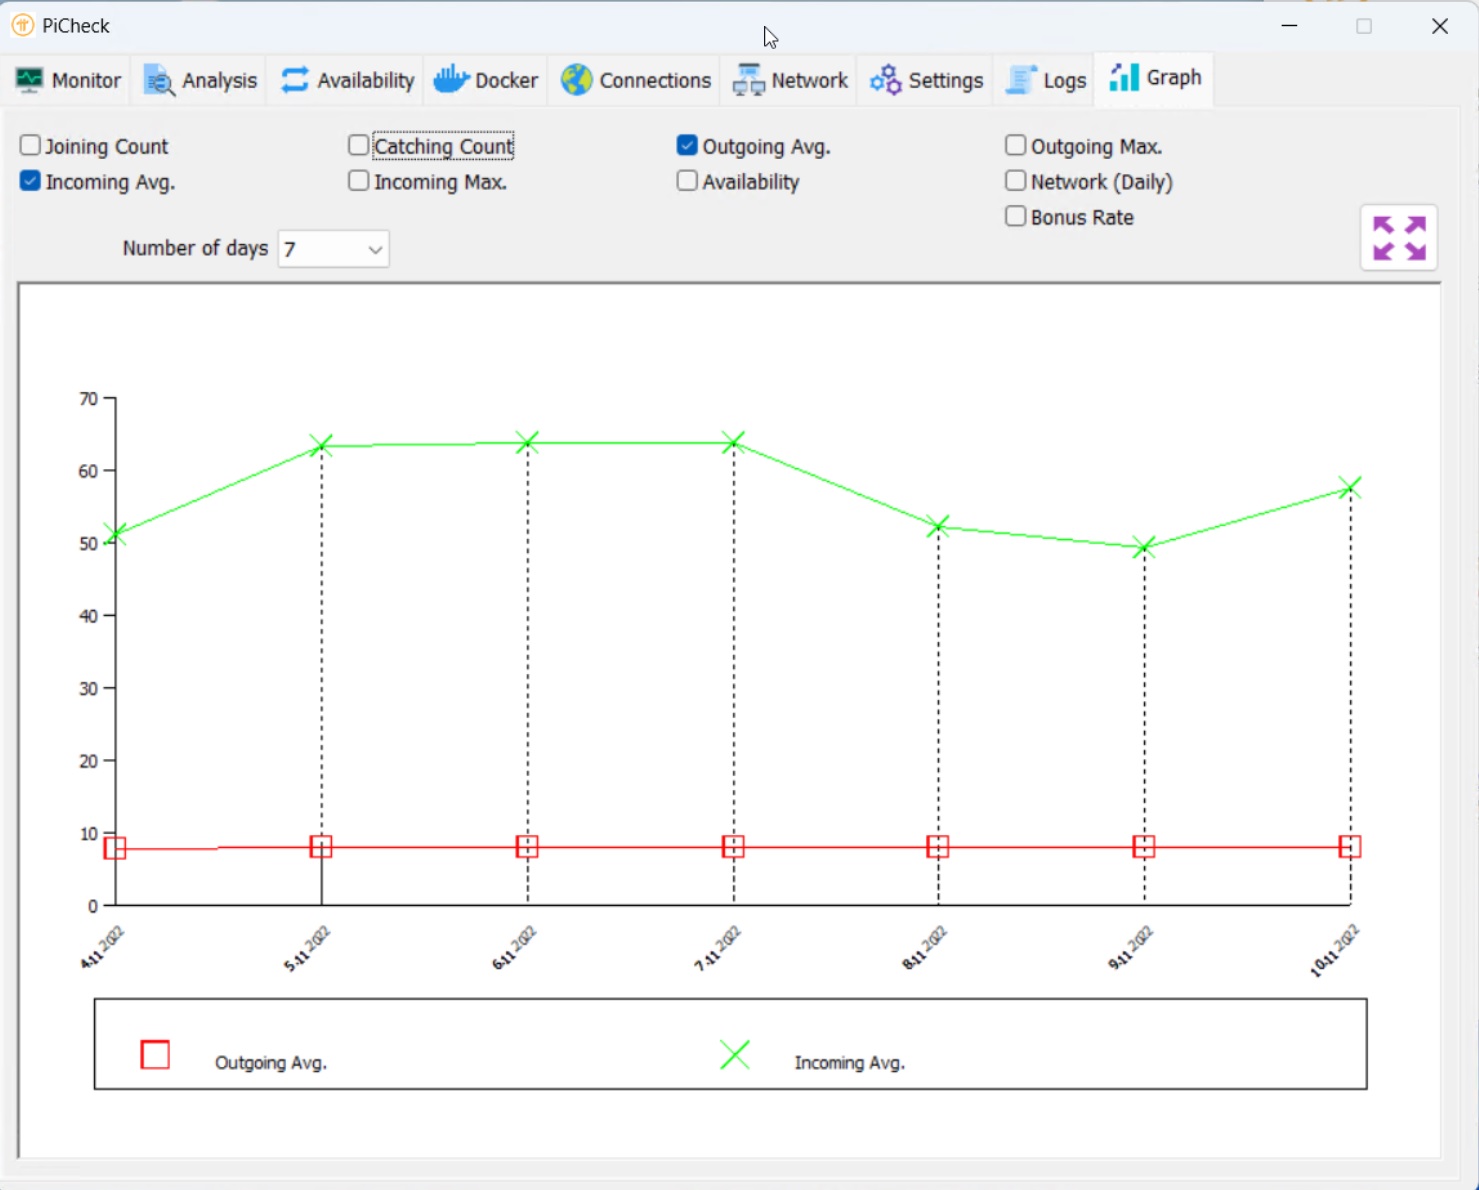 PiCheck
Monitor Analysis Availability Docker Connections Network Settings Logs Graph
Joining Count Catching Count Outgoing Avg. Outgoing Max.
Incoming Avg. Incoming Max. Availability Network (Daily)
Bonus Rate
Number of days 7
70
60
50
40
30
20
10
0
4.11.2022 5.11.2022 6.11.2022 7.11.2022 8.11.2022 9.11.2022 10.11.2022
Outgoing Avg. Incoming Avg.